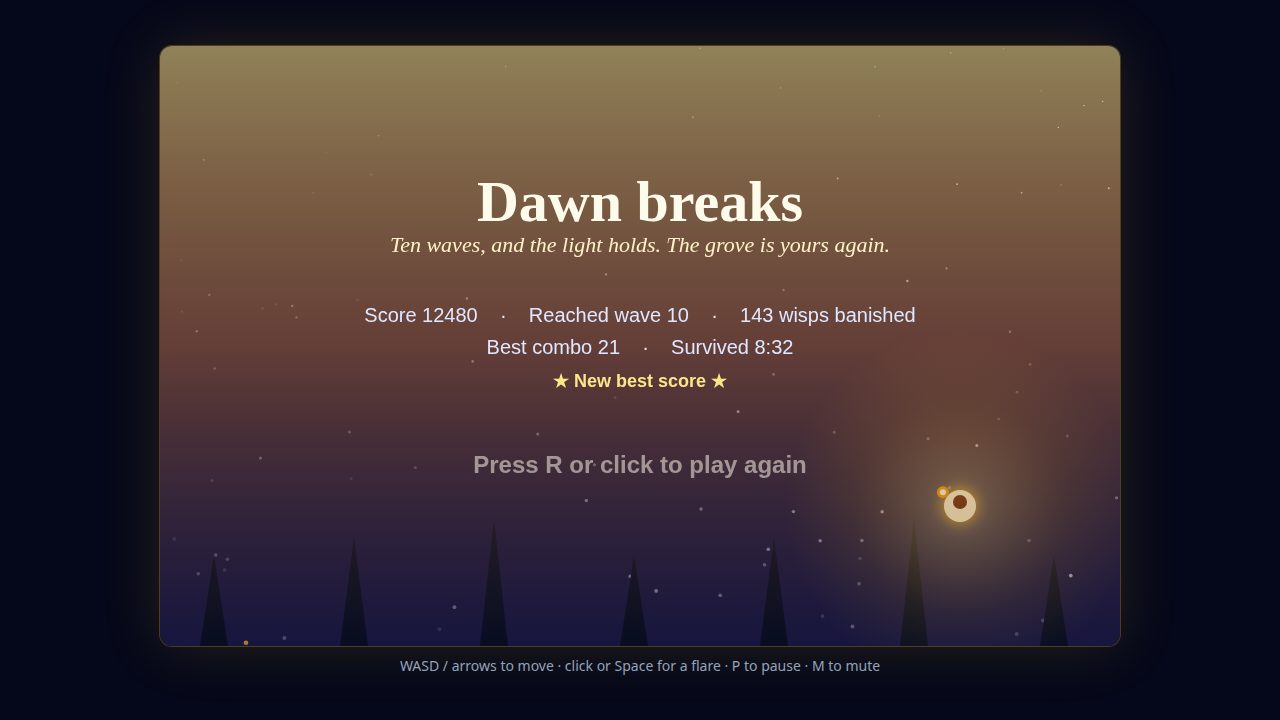 Dawn breaks
Ten waves, and the light holds. The grove is yours again.
Score 12480 · Reached wave 10 · 143 wisps banished
Best combo 21 · Survived 8:32
★ New best score ★
Press R or click to play again
WASD / arrows to move · click or Space for a flare · P to pause · M to mute